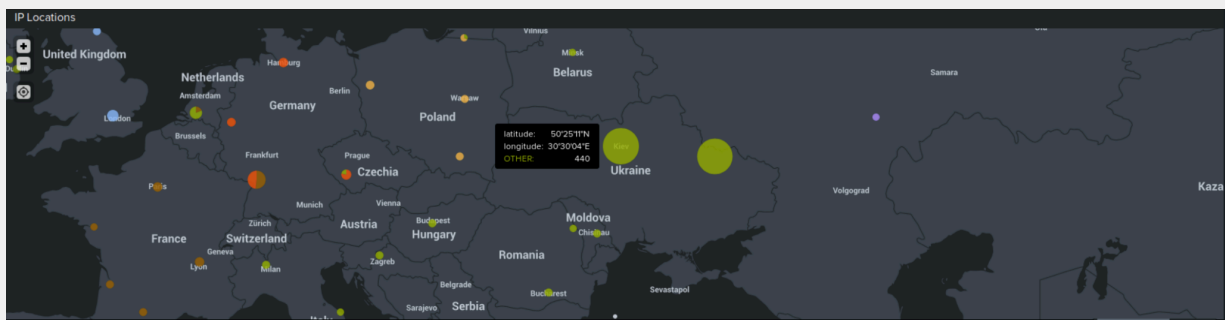 IP Locations
Vilnius
United Kingdom
Minsk
Hamburg
Belarus
Samara
Netherlands
Amsterdam
Berlin
Germany
Warsaw
Poland
London
latitude: 50°25'11"N
longitude: 30°30'04"E
OTHER: 440
Kiev
Brussels
Frankfurt
Prague
Czechia
Ukraine
Paris
Volgograd
Kaza
Munich
Vienna
Zürich
Austria
Budapest
Hungary
Moldova
Chisinau
France
Switzerland
Geneva
Lyon
Milan
Zagreb
Romania
Belgrade
Bucharest
Sevastapol
Sarajevo
Serbia
Italy